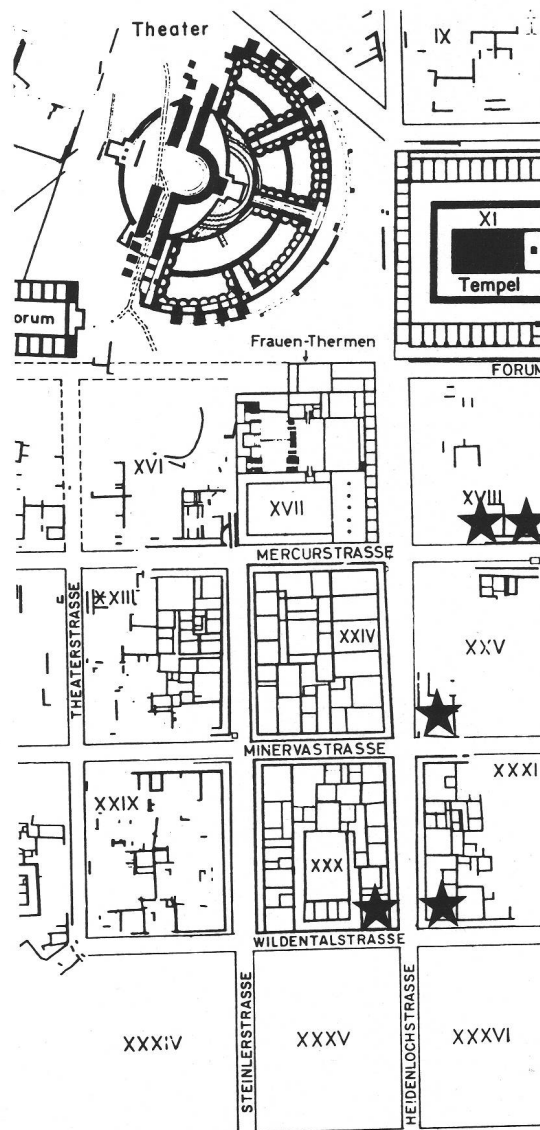 Theater
IX
XI
Tempel
orum
Frauen-Thermen
FORUM
XVI
XVII
XVIII
MERCURSTRASSE
THEATERSTRASSE
XXIII
XXIV
XXV
MINERVASTRASSE
XXIX
XXX
XXXI
WILDENTALSTRASSE
STEINLERSTRASSE
HEIDENLOCHSTRASSE
XXXIV
XXXV
XXXVI